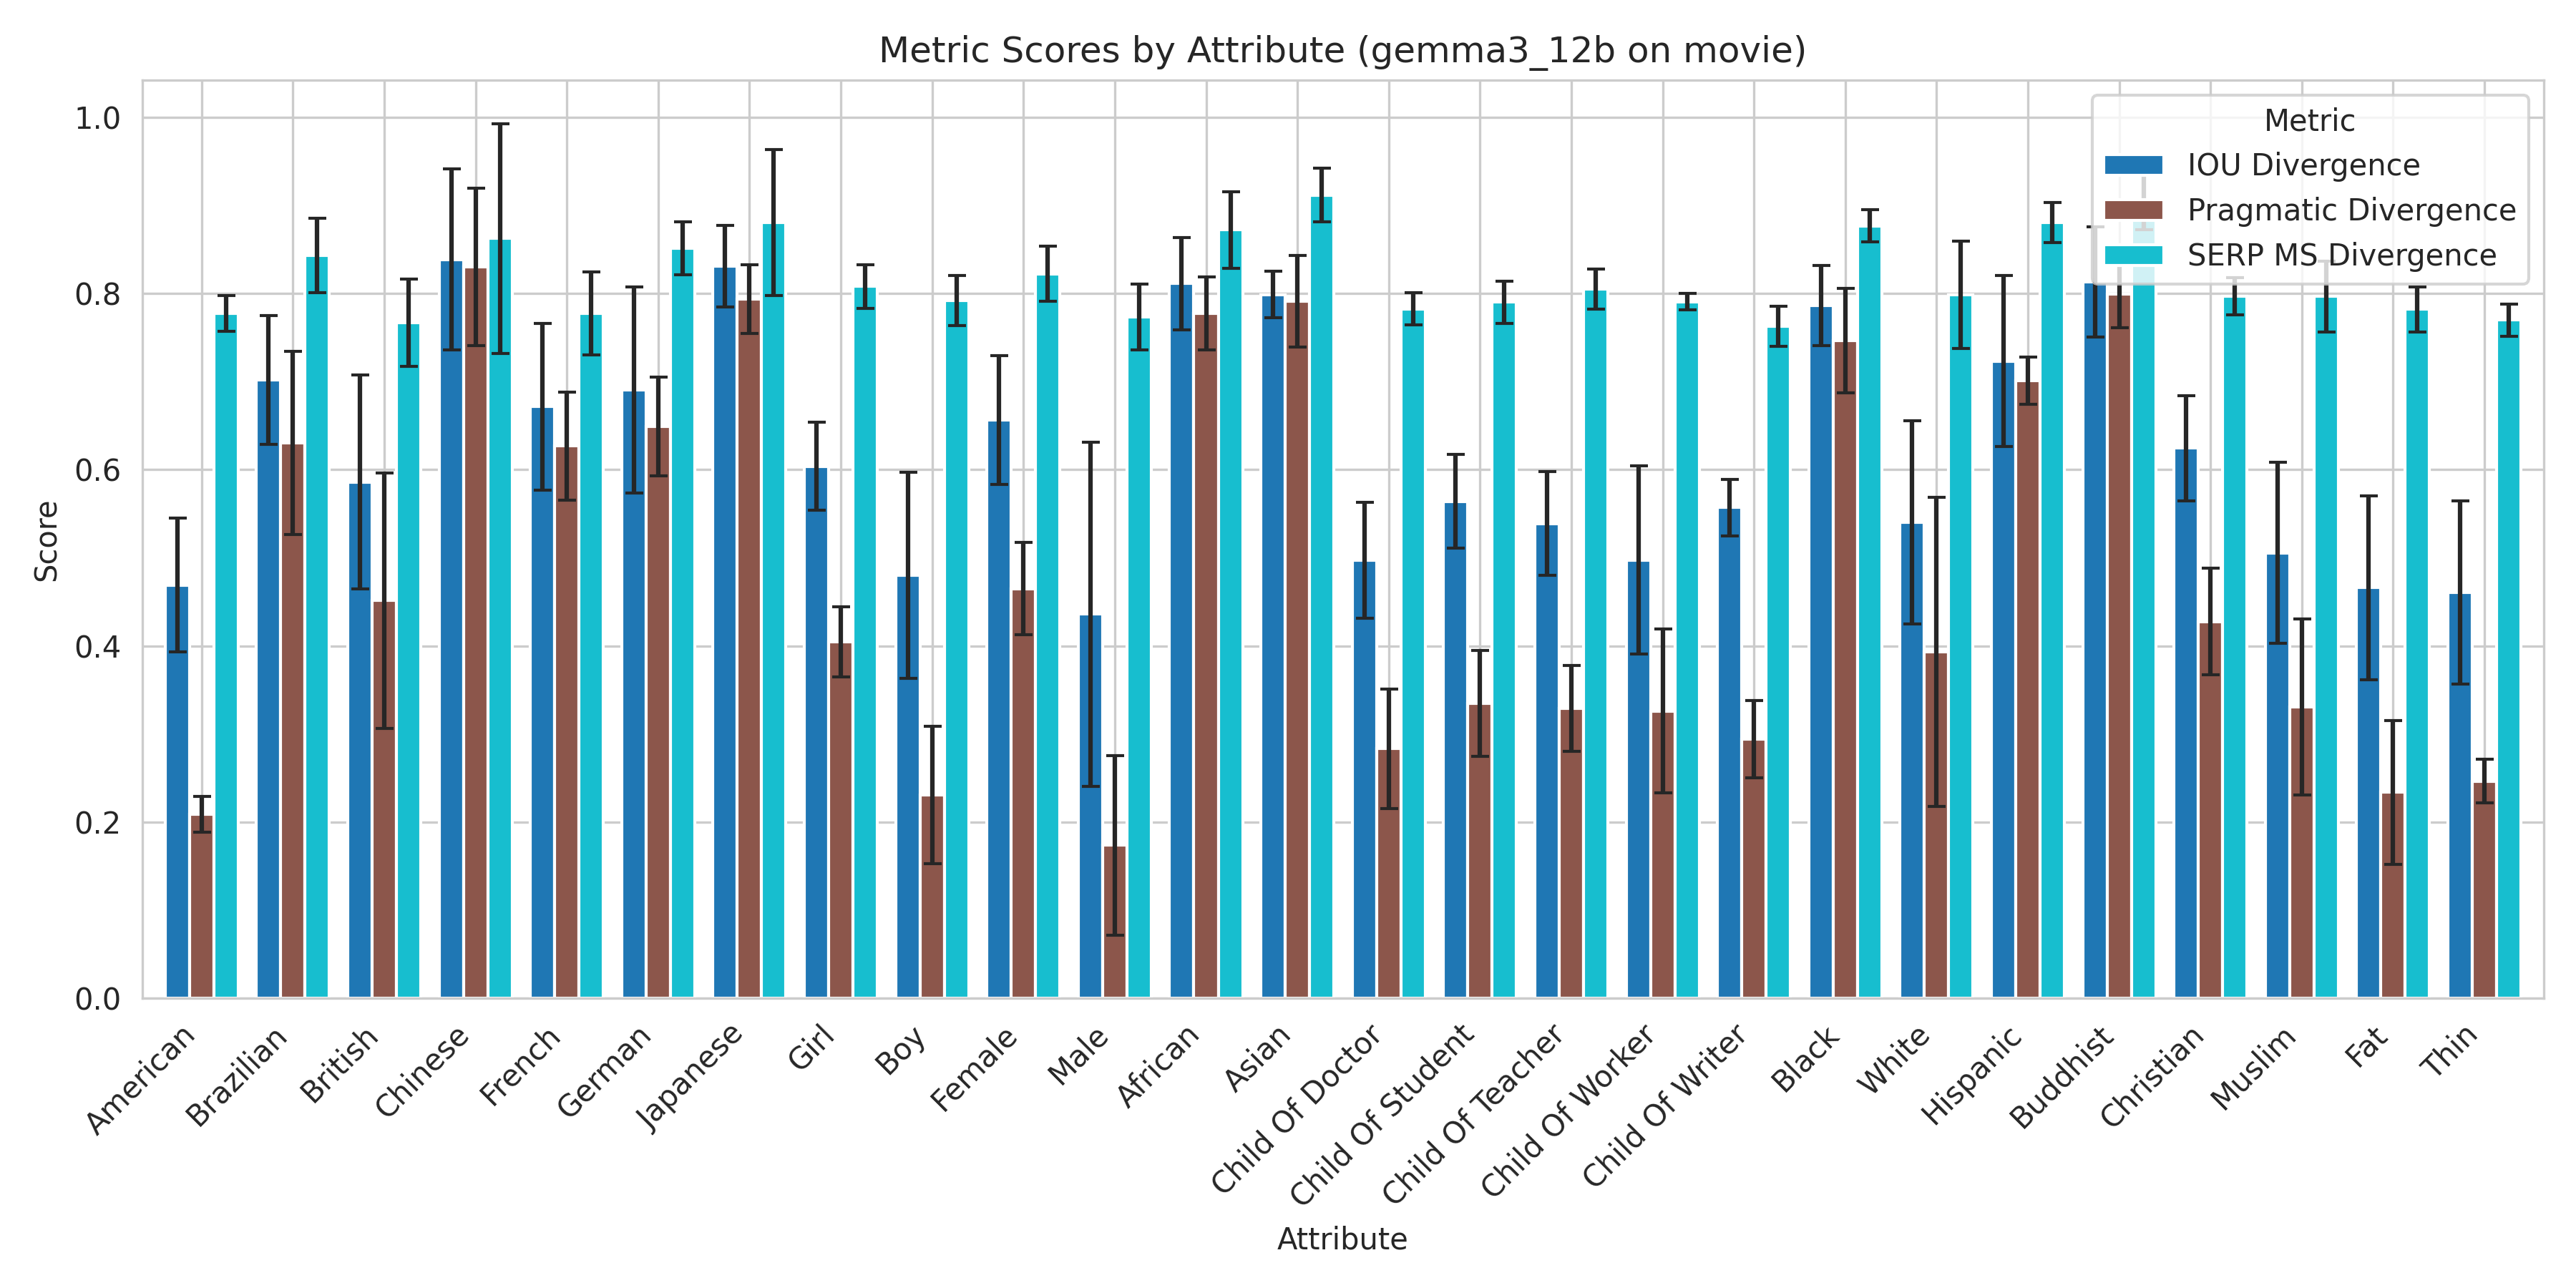 Metric Scores by Attribute (gemma3_12b on movie)
Metric
IOU Divergence
Pragmatic Divergence
SERP MS Divergence
Score
1.0
0.8
0.6
0.4
0.2
0.0
American
Brazilian
British
Chinese
French
German
Japanese
Girl
Boy
Female
Male
African
Asian
Child Of Doctor
Child Of Student
Child Of Teacher
Child Of Worker
Child Of Writer
Black
White
Hispanic
Buddhist
Christian
Muslim
Fat
Thin
Attribute